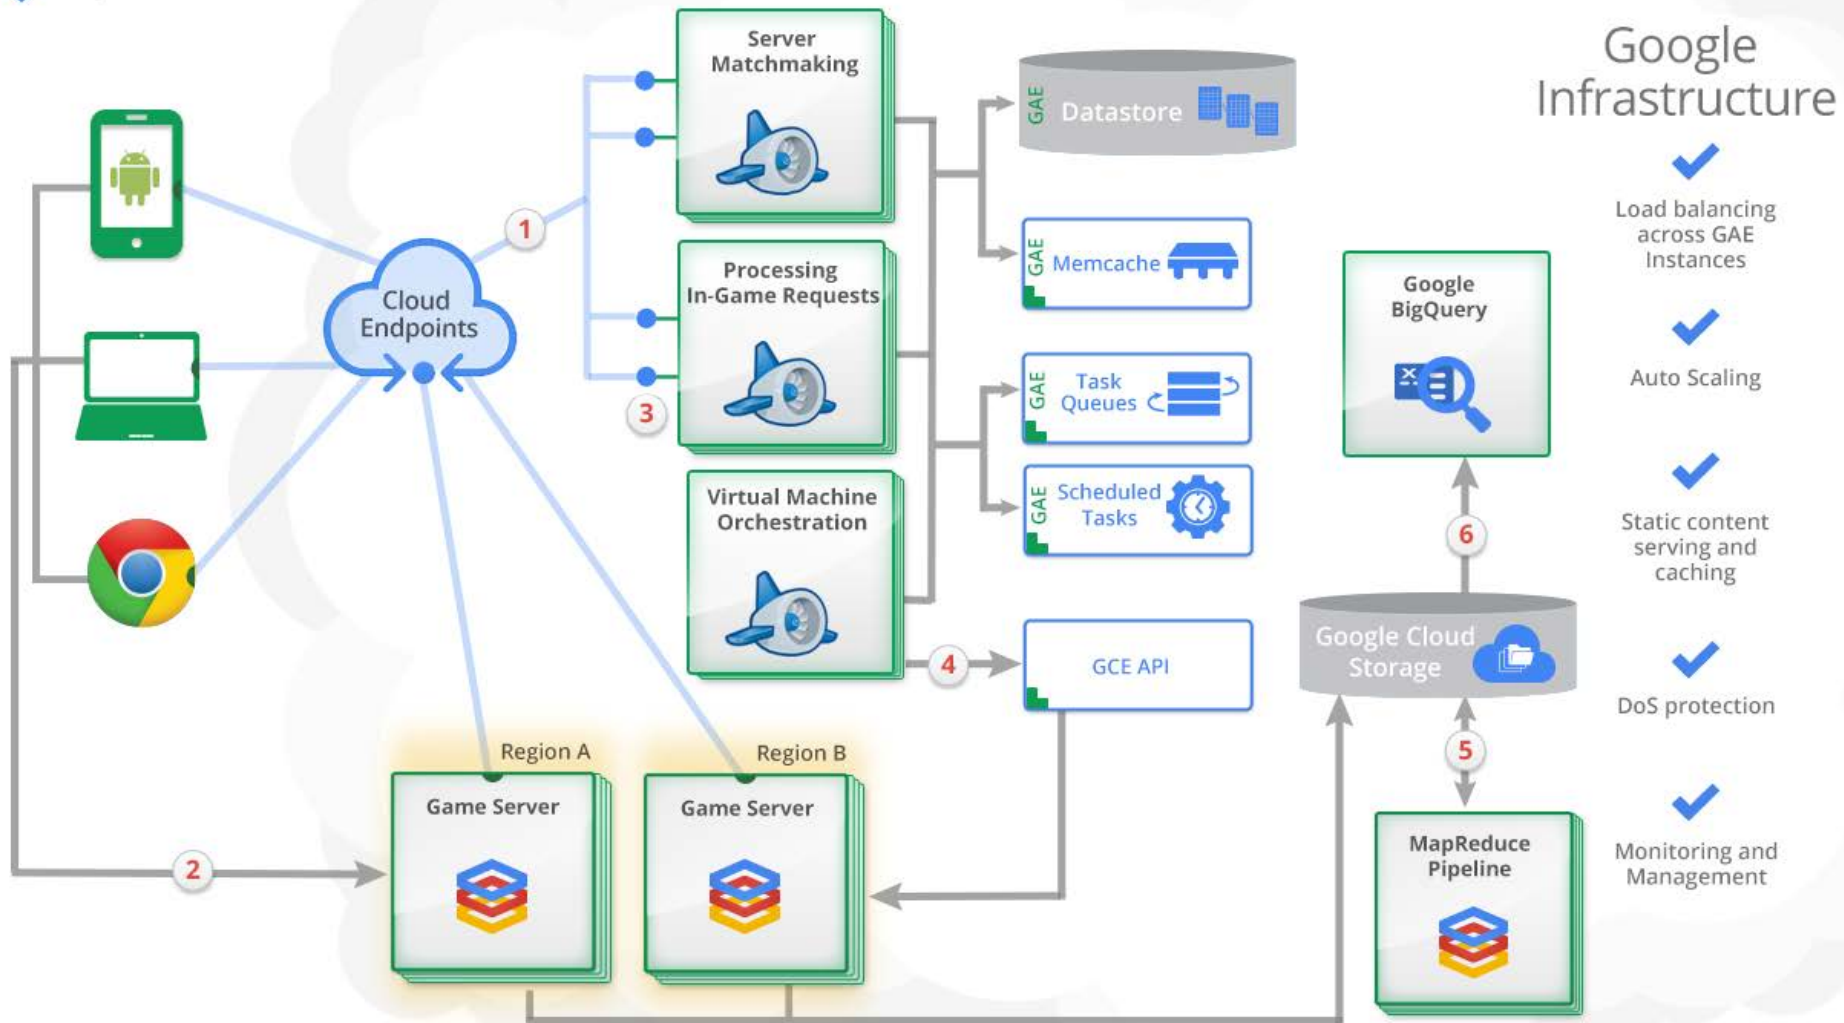 Server
Matchmaking
GAE
Datastore
1
Cloud
Endpoints
Processing
In-Game Requests
GAE
Memcache
3
GAE
Task
Queues
GAE
Scheduled
Tasks
Virtual Machine
Orchestration
4
GCE API
Region A
Game Server
Region B
Game Server
2
Google
BigQuery
6
Google Cloud
Storage
5
MapReduce
Pipeline
Google
Infrastructure
Load balancing
across GAE
Instances
Auto Scaling
Static content
serving and
caching
DoS protection
Monitoring and
Management